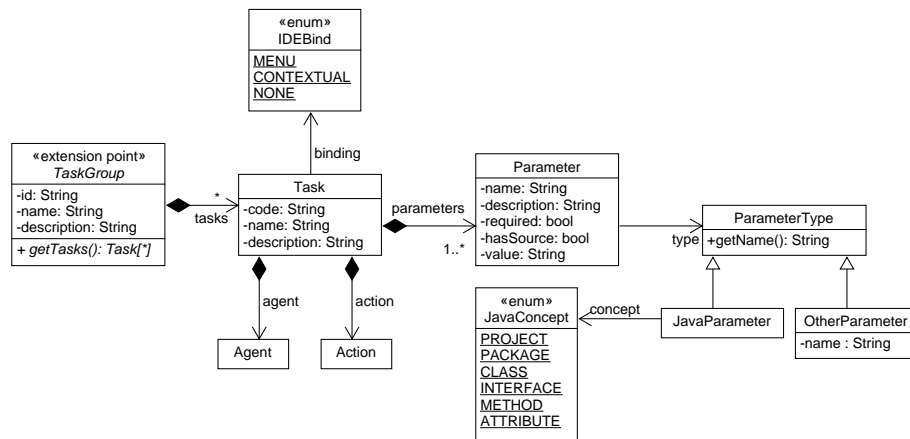 «enum»
IDEBind
MENU
CONTEXTUAL
NONE
binding
«extension point»
TaskGroup
-id: String
-name: String
-description: String
+ getTasks(): Task[*]
*
tasks
Task
-code: String
-name: String
-description: String
parameters
1..*
Parameter
-name: String
-description: String
-required: bool
-hasSource: bool
-value: String
type
ParameterType
+getName(): String
agent
action
Agent
Action
«enum»
JavaConcept
PROJECT
PACKAGE
CLASS
INTERFACE
METHOD
ATTRIBUTE
concept
JavaParameter
OtherParameter
-name : String